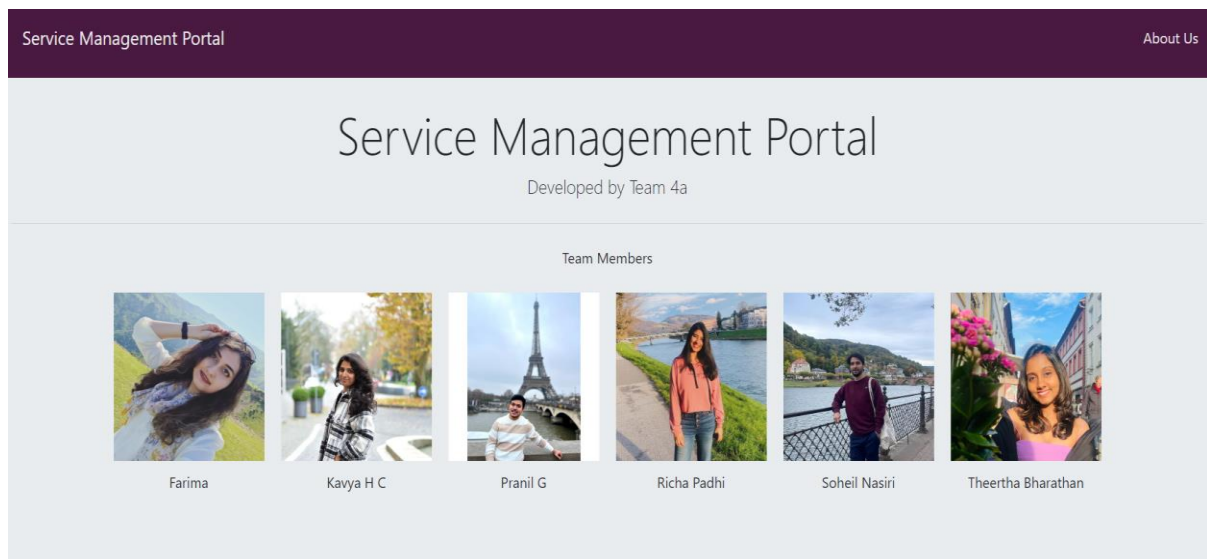 Service Management Portal
About Us
Service Management Portal
Developed by Team 4a
Team Members
Farima
Kavya H C
Pranil G
Richa Padhi
Soheil Nasiri
Theertha Bharathan